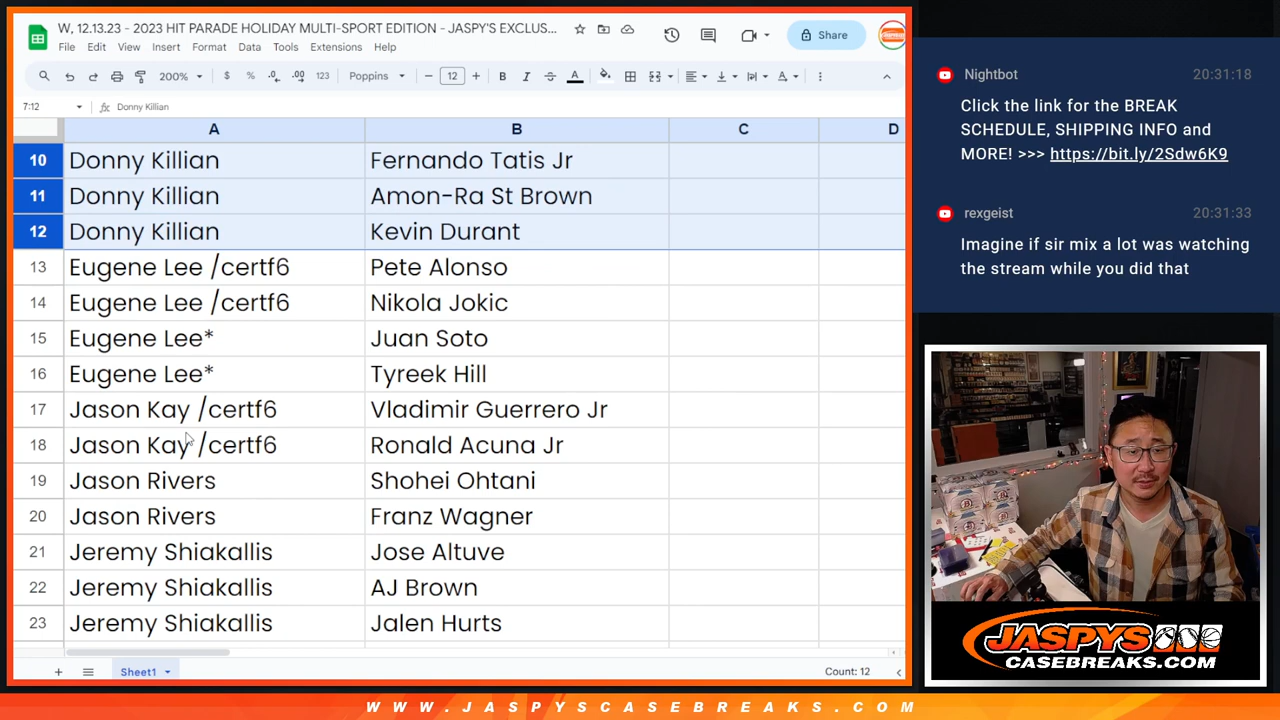 W, 12.13.23 - 2023 HIT PARADE HOLIDAY MULTI-SPORT EDITION - JASPY'S EXCLUS...
File Edit View Insert Format Data Tools Extensions Help
Share
200% $ % .0 .00 123 Poppins − 12 + B I A
7:12 fx Donny Killian
A B C D
10 Donny Killian Fernando Tatis Jr
11 Donny Killian Amon-Ra St Brown
12 Donny Killian Kevin Durant
13 Eugene Lee /certf6 Pete Alonso
14 Eugene Lee /certf6 Nikola Jokic
15 Eugene Lee* Juan Soto
16 Eugene Lee* Tyreek Hill
17 Jason Kay /certf6 Vladimir Guerrero Jr
18 Jason Kay /certf6 Ronald Acuna Jr
19 Jason Rivers Shohei Ohtani
20 Jason Rivers Franz Wagner
21 Jeremy Shiakallis Jose Altuve
22 Jeremy Shiakallis AJ Brown
23 Jeremy Shiakallis Jalen Hurts
+ Sheet1 Count: 12
Nightbot 20:31:18
Click the link for the BREAK
SCHEDULE, SHIPPING INFO and
MORE! >>> https://bit.ly/2Sdw6K9
rexgeist 20:31:33
Imagine if sir mix a lot was watching
the stream while you did that
JASPYS
CASEBREAKS.COM
WWW.JASPYSCASEBREAKS.COM